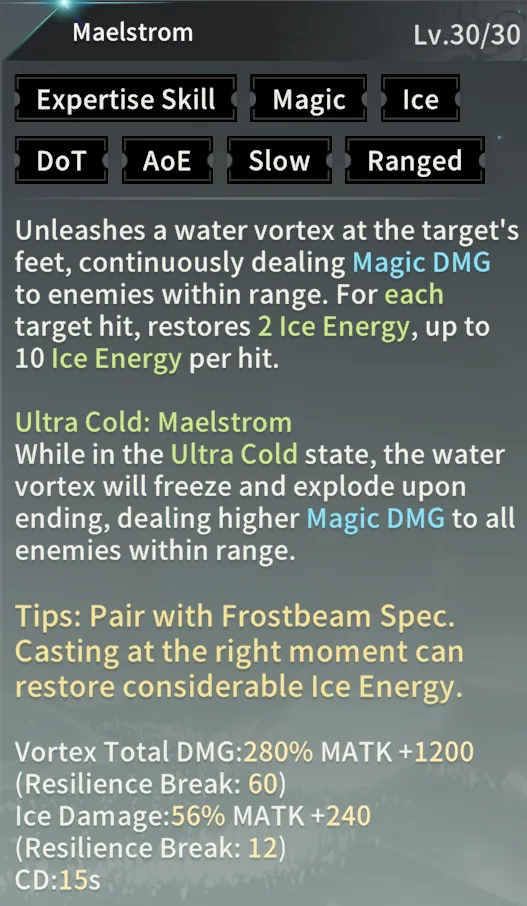 Maelstrom
Lv.30/30
Expertise Skill
Magic
Ice
DoT
AoE
Slow
Ranged
Unleashes a water vortex at the target's
feet, continuously dealing Magic DMG
to enemies within range. For each
target hit, restores 2 Ice Energy, up to
10 Ice Energy per hit.
Ultra Cold: Maelstrom
While in the Ultra Cold state, the water
vortex will freeze and explode upon
ending, dealing higher Magic DMG to all
enemies within range.
Tips: Pair with Frostbeam Spec.
Casting at the right moment can
restore considerable Ice Energy.
Vortex Total DMG:280% MATK +1200
(Resilience Break: 60)
Ice Damage:56% MATK +240
(Resilience Break: 12)
CD:15s